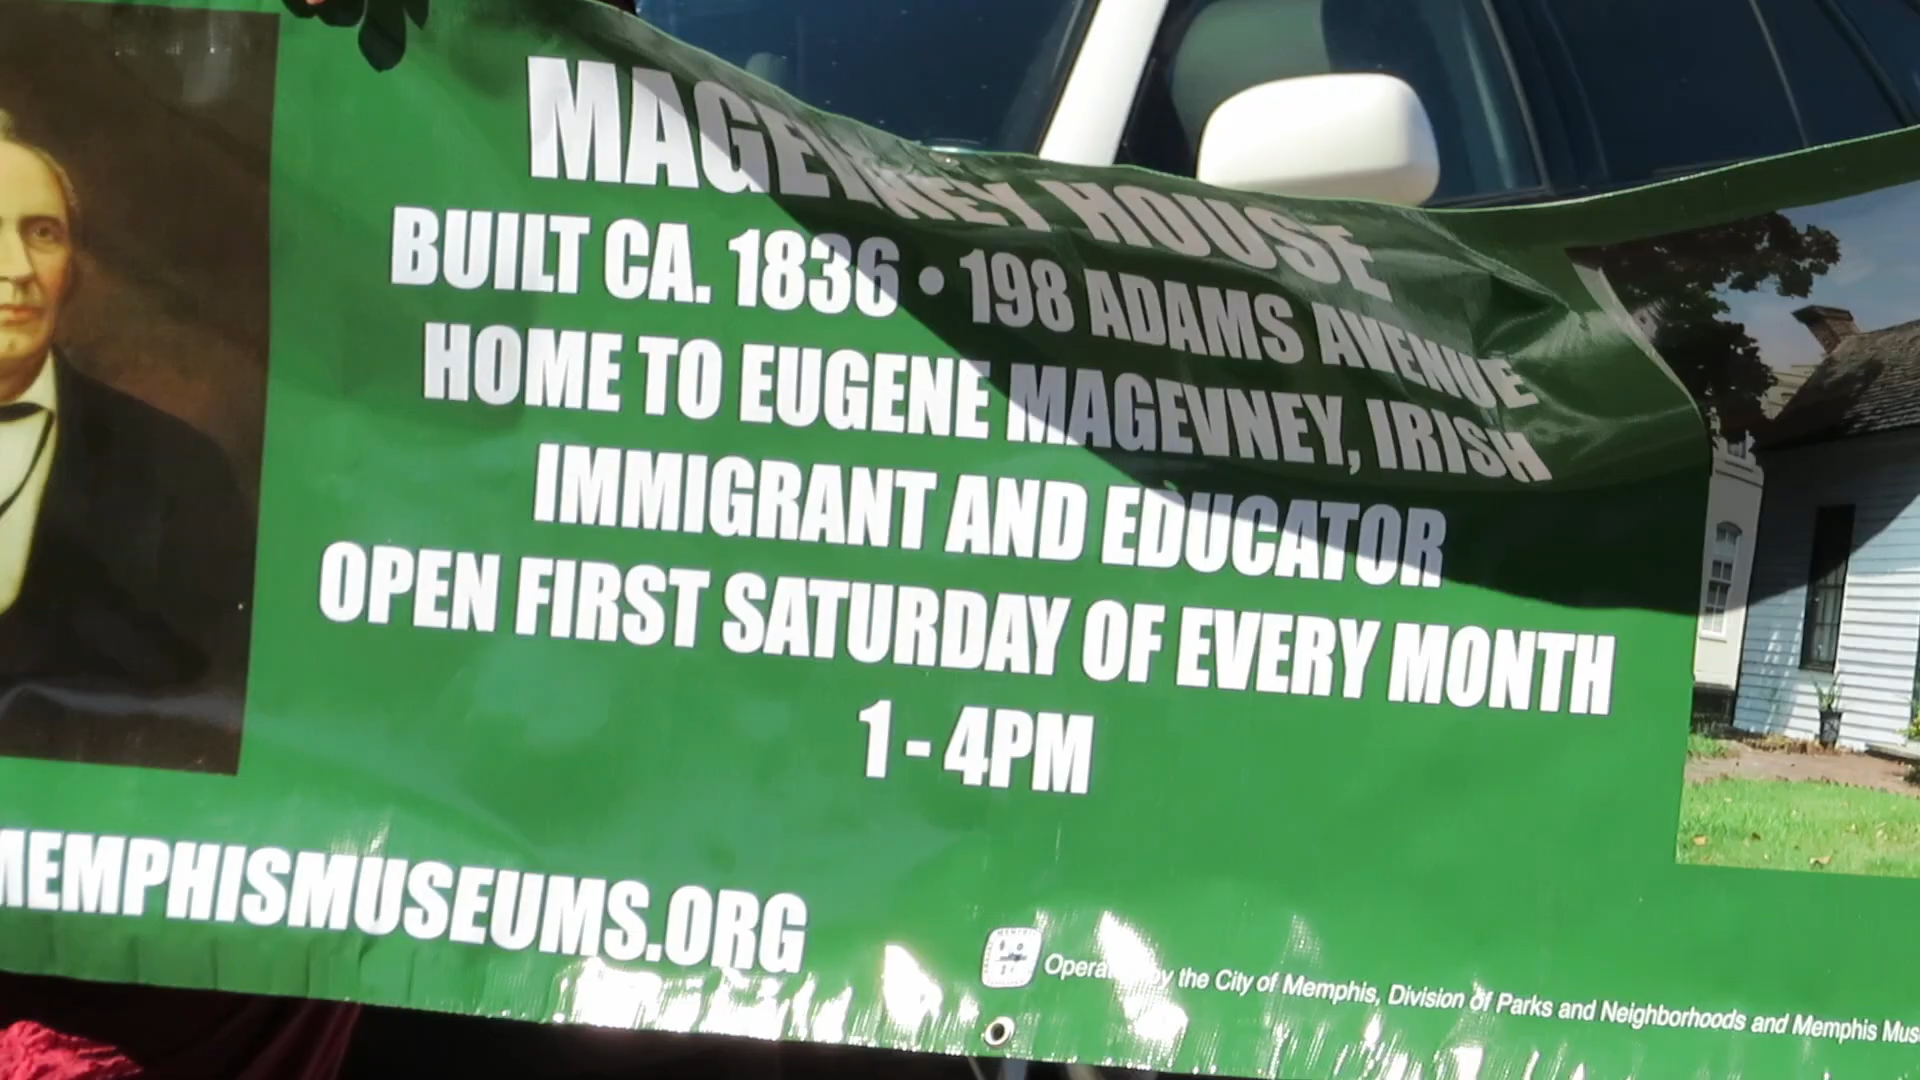 MAGEVNEY HOUSE
BUILT CA. 1836 • 198 ADAMS AVENUE
HOME TO EUGENE MAGEVNEY, IRISH
IMMIGRANT AND EDUCATOR
OPEN FIRST SATURDAY OF EVERY MONTH
1 - 4PM
MEMPHISMUSEUMS.ORG
Operated by the City of Memphis, Division of Parks and Neighborhoods and Memphis Mus